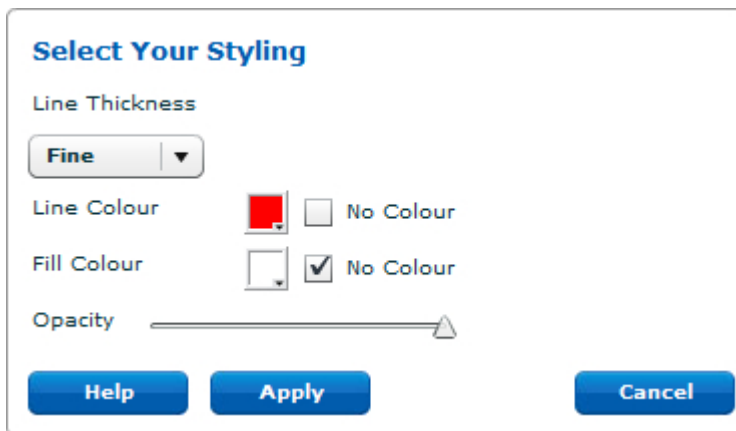 Select Your Styling
Line Thickness
Fine
Line Colour No Colour
Fill Colour No Colour
Opacity
Help Apply Cancel